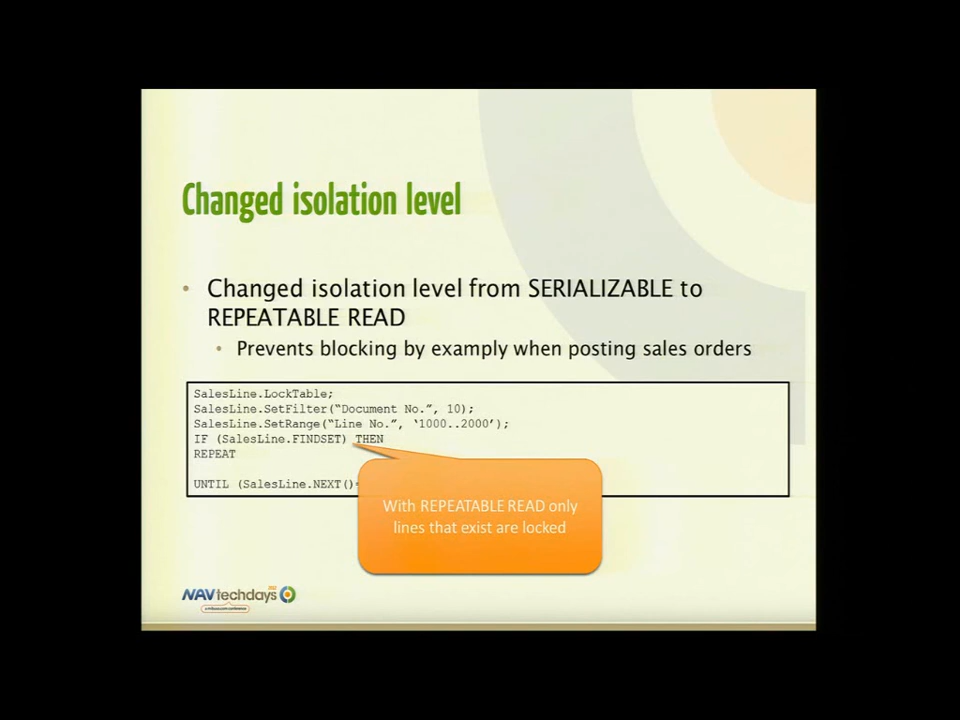 Changed isolation level
• Changed isolation level from SERIALIZABLE to
REPEATABLE READ
• Prevents blocking by examply when posting sales orders
SalesLine.LockTable;
SalesLine.SetFilter(“Document No.”, 10);
SalesLine.SetRange(“Line No.”, ‘1000..2000’);
IF (SalesLine.FINDSET) THEN
REPEAT
UNTIL (SalesLine.NEXT()=
With REPEATABLE READ only
lines that exist are locked
NAVtechdays